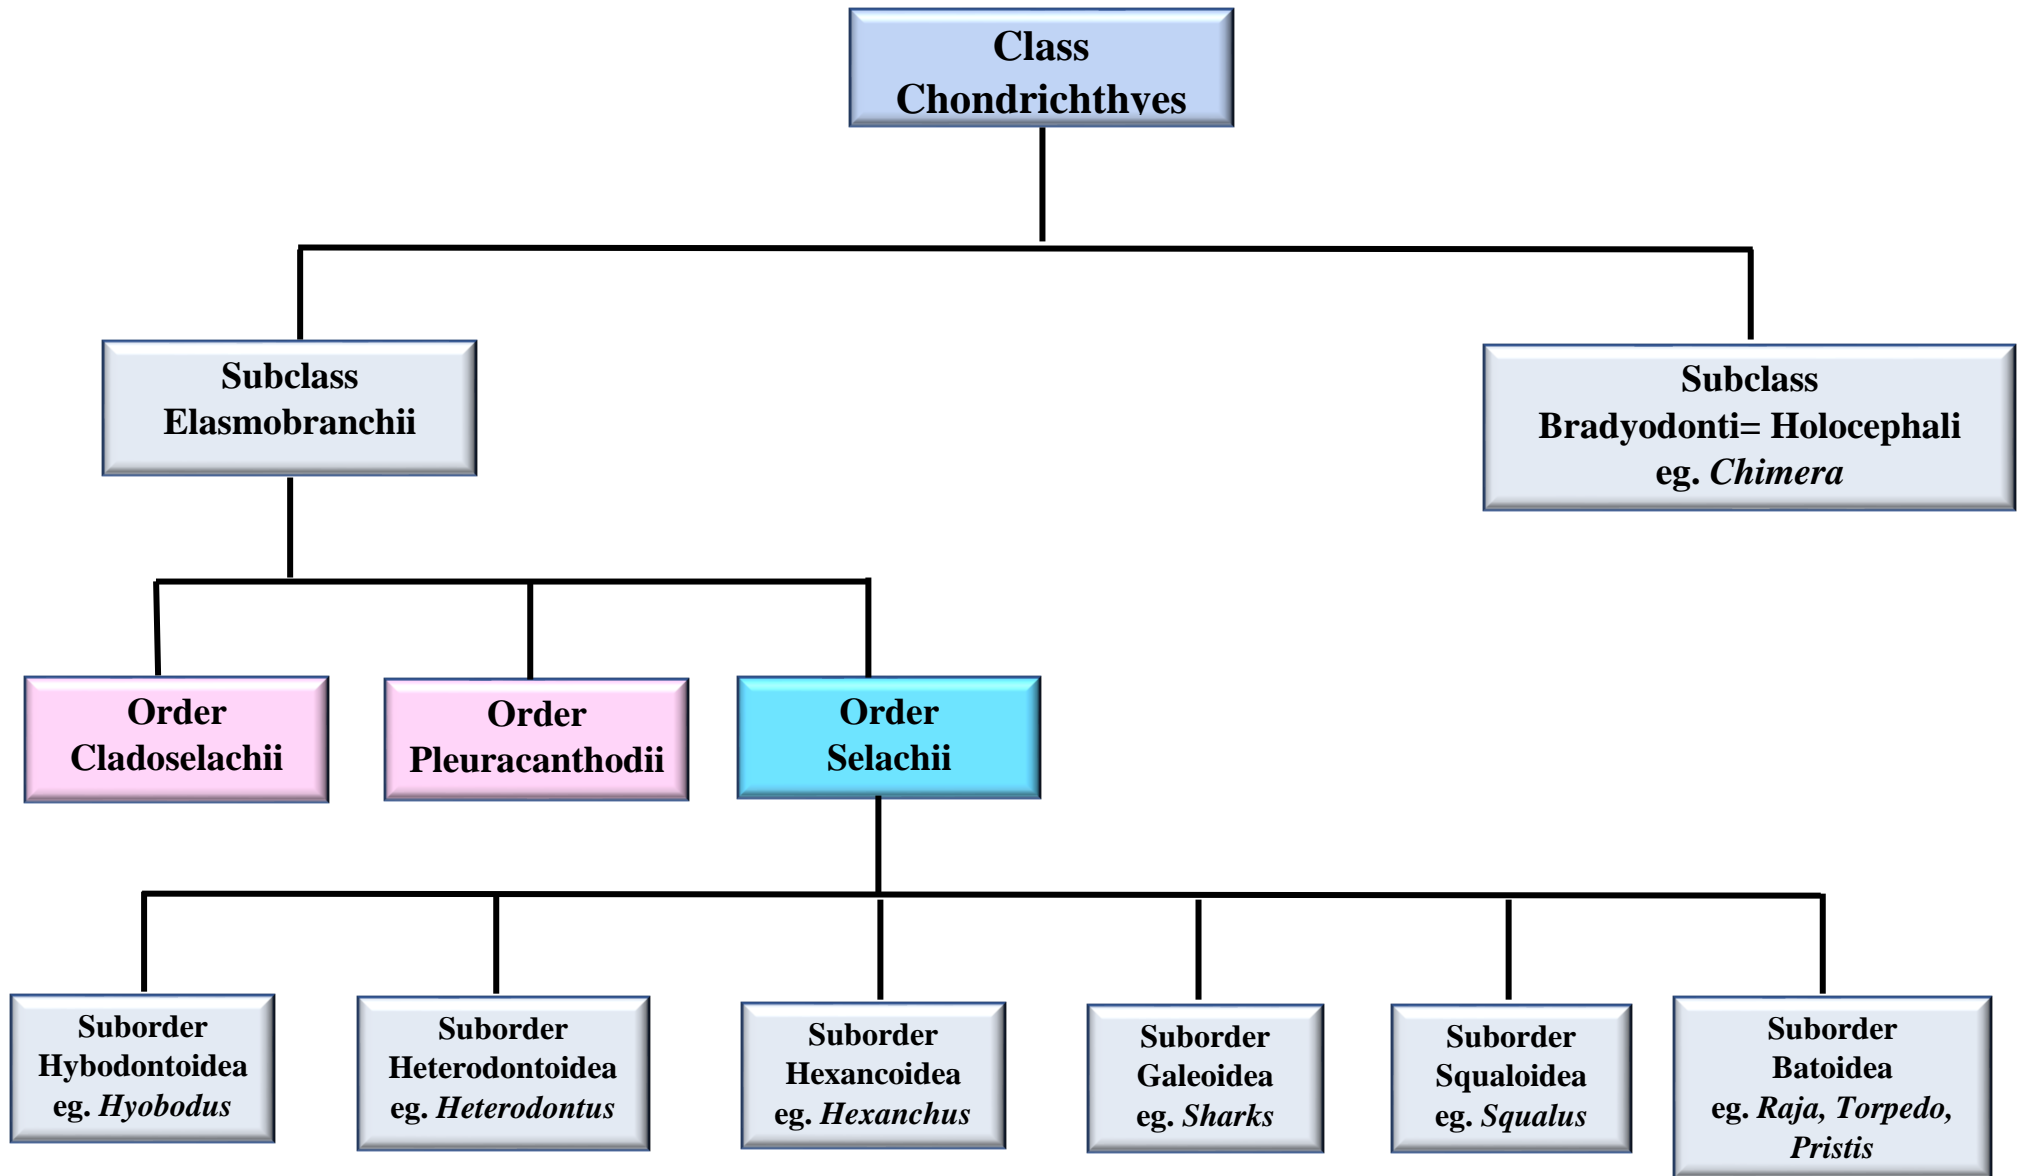 Class
Chondrichthyes
Subclass
Elasmobranchii
Subclass
Bradyodonti= Holocephali
eg. Chimera
Order
Cladoselachii
Order
Pleuracanthodii
Order
Selachii
Suborder
Hybodontoidea
eg. Hyobodus
Suborder
Heterodontoidea
eg. Heterodontus
Suborder
Hexancoidea
eg. Hexanchus
Suborder
Galeoidea
eg. Sharks
Suborder
Squaloidea
eg. Squalus
Suborder
Batoidea
eg. Raja, Torpedo,
Pristis